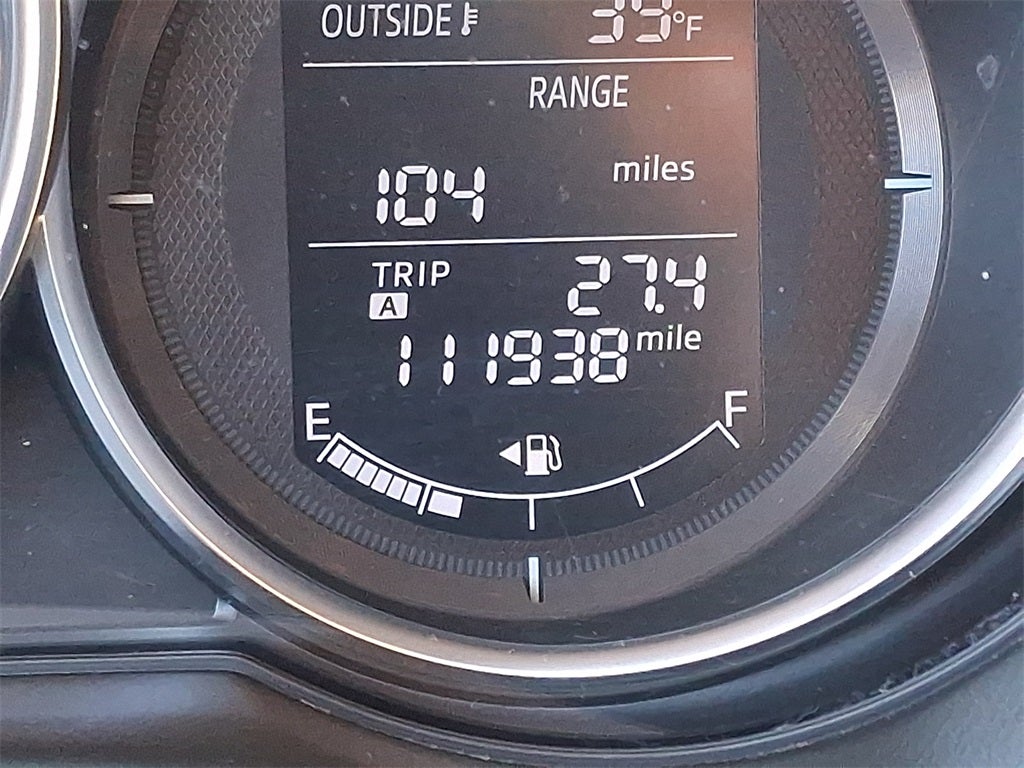 OUTSIDE °F
RANGE
miles
104
TRIP 27.4
A
111938 mile
E F